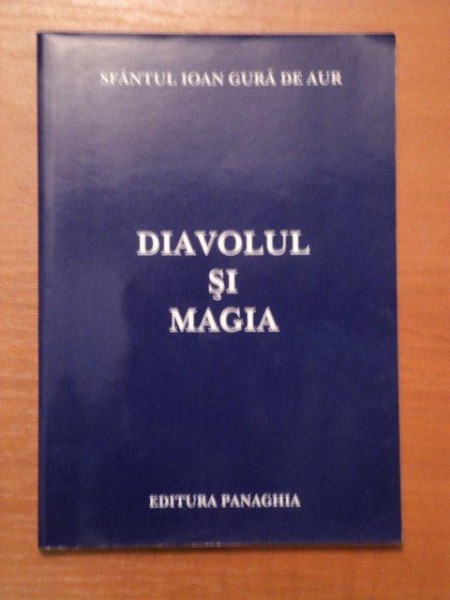 SFÂNTUL IOAN GURĂ DE AUR
DIAVOLUL
ŞI
MAGIA
EDITURA PANAGHIA